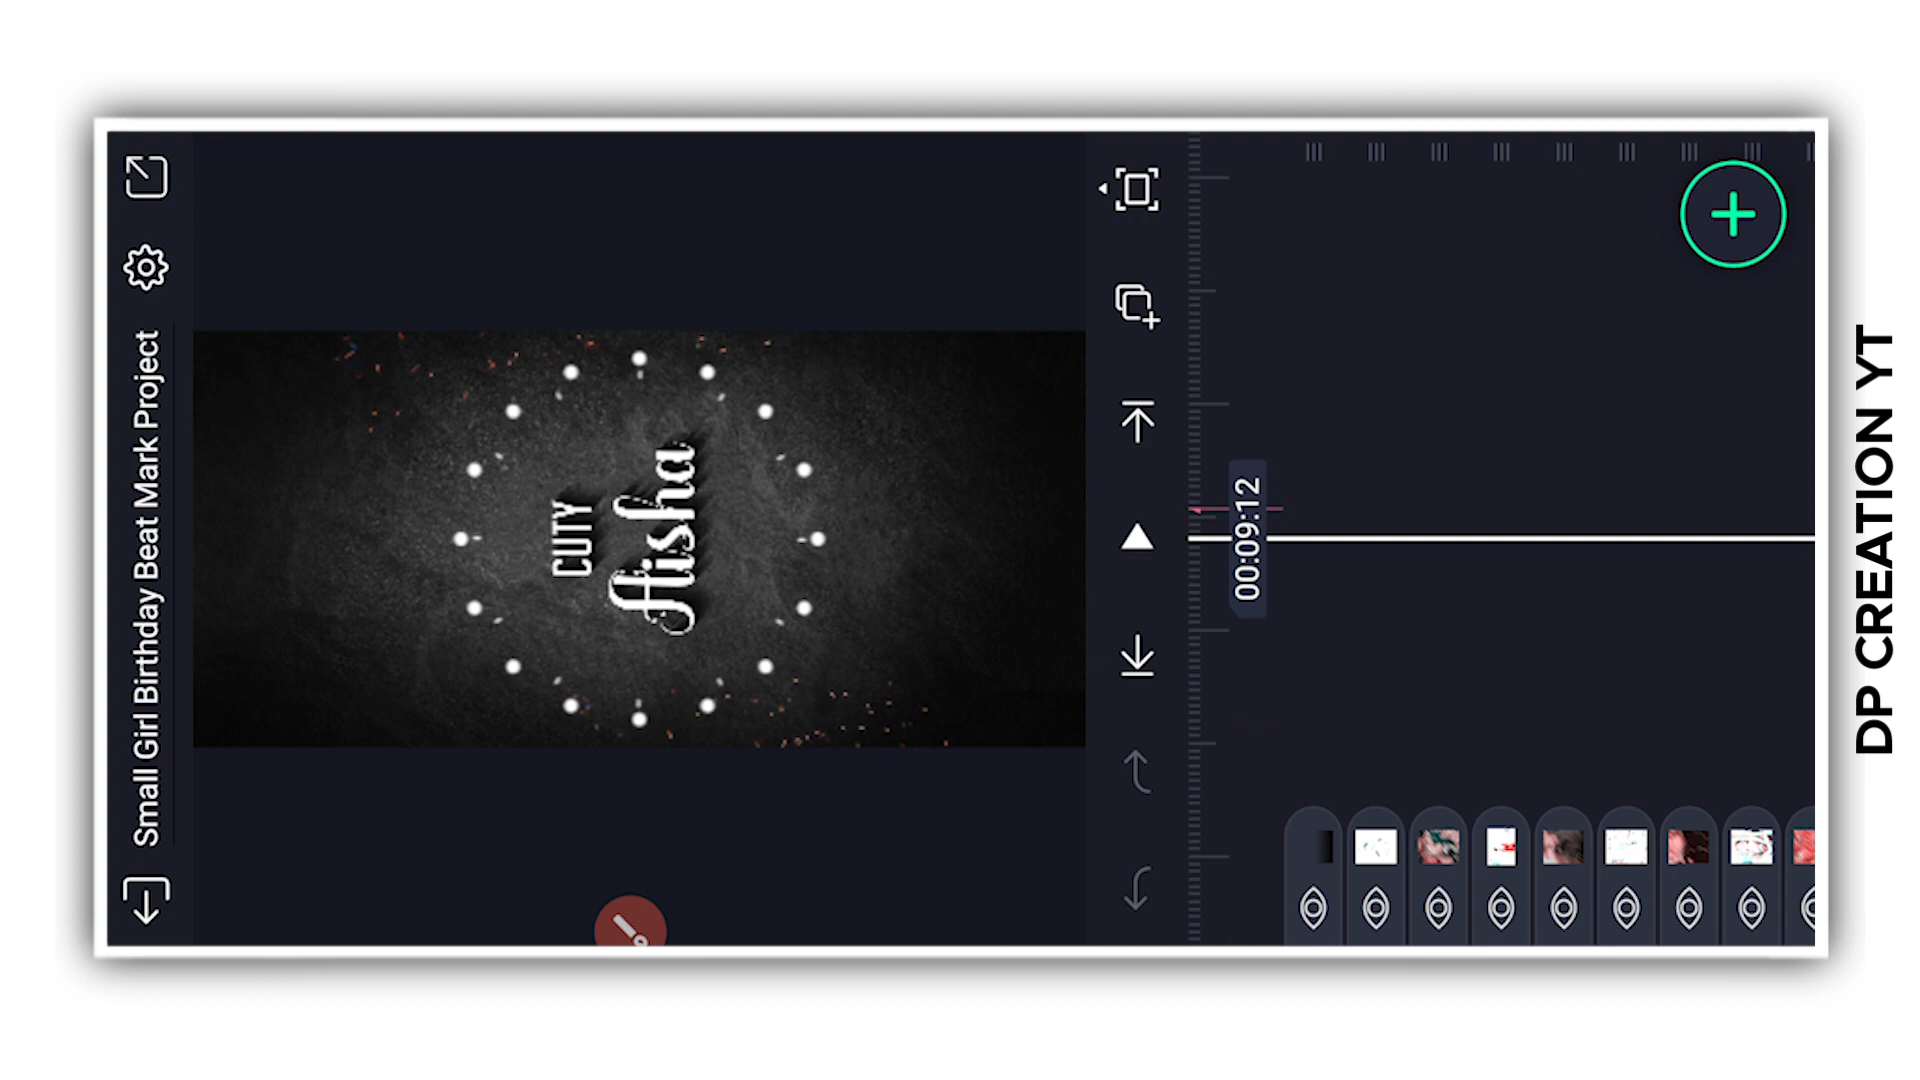 Small Girl Birthday Beat Mark Project
CUTY
Aisha
00:09:12
DP CREATION YT